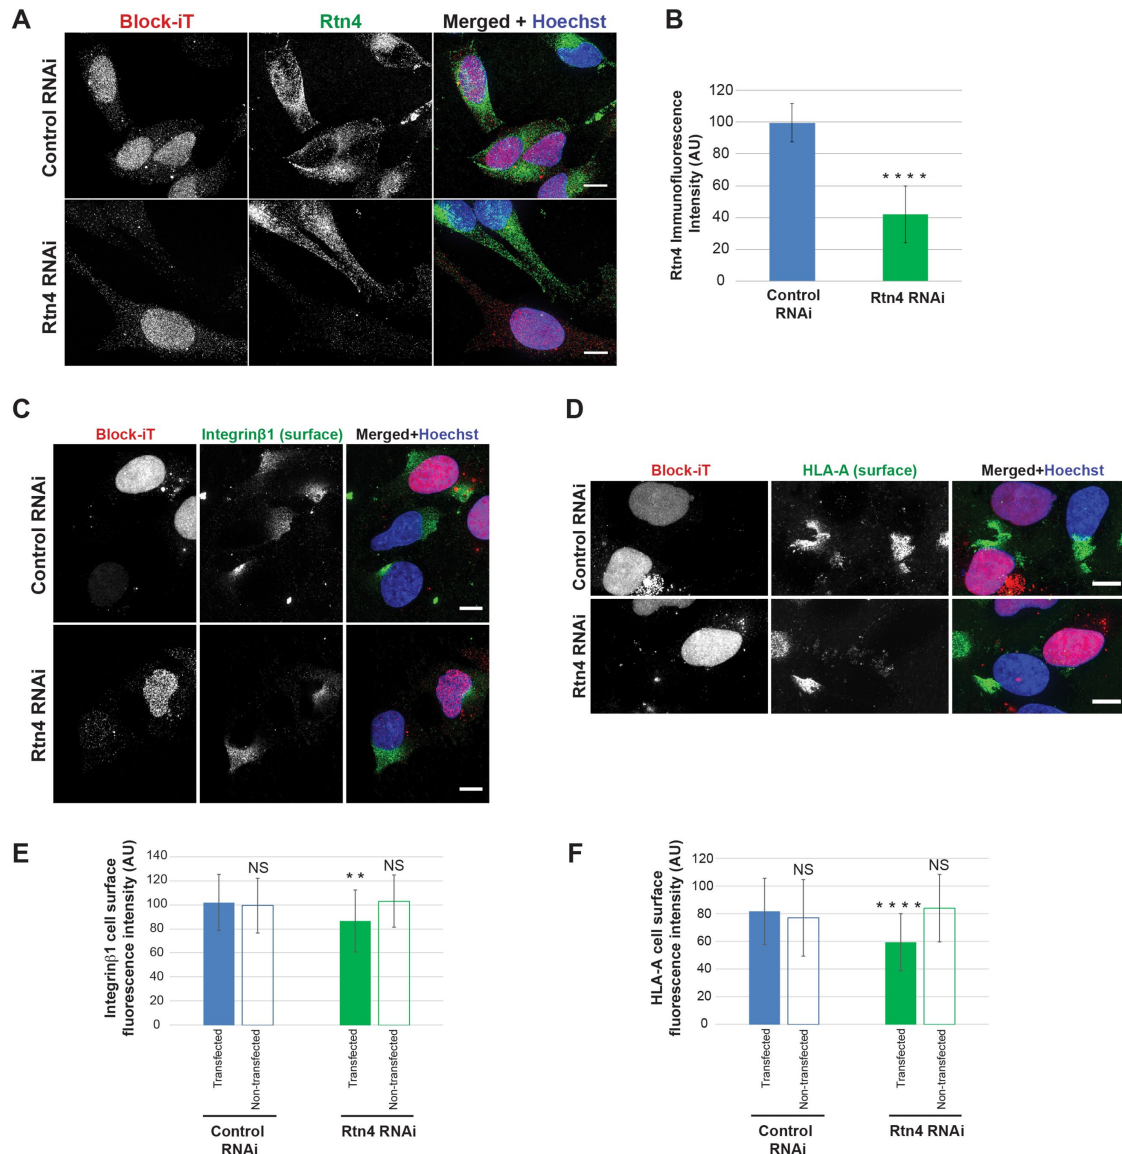 A
Block-iT
Rtn4
Merged + Hoechst
Control RNAi
Rtn4 RNAi
B
Rtn4 Immunofluorescence
Intensity (AU)
120
100
80
60
40
20
0
* * * *
Control
RNAi
Rtn4 RNAi
C
Block-iT
Integrinβ1 (surface)
Merged+Hoechst
Control RNAi
Rtn4 RNAi
D
Block-iT
HLA-A (surface)
Merged+Hoechst
Control RNAi
Rtn4 RNAi
E
Integrinβ1 cell surface
fluorescence intensity (AU)
140
120
100
80
60
40
20
0
NS
* *
NS
Transfected
Non-transfected
Transfected
Non-transfected
Control
RNAi
Rtn4 RNAi
F
HLA-A cell surface
fluorescence intensity (AU)
120
100
80
60
40
20
0
NS
* * * *
NS
Transfected
Non-transfected
Transfected
Non-transfected
Control
RNAi
Rtn4 RNAi